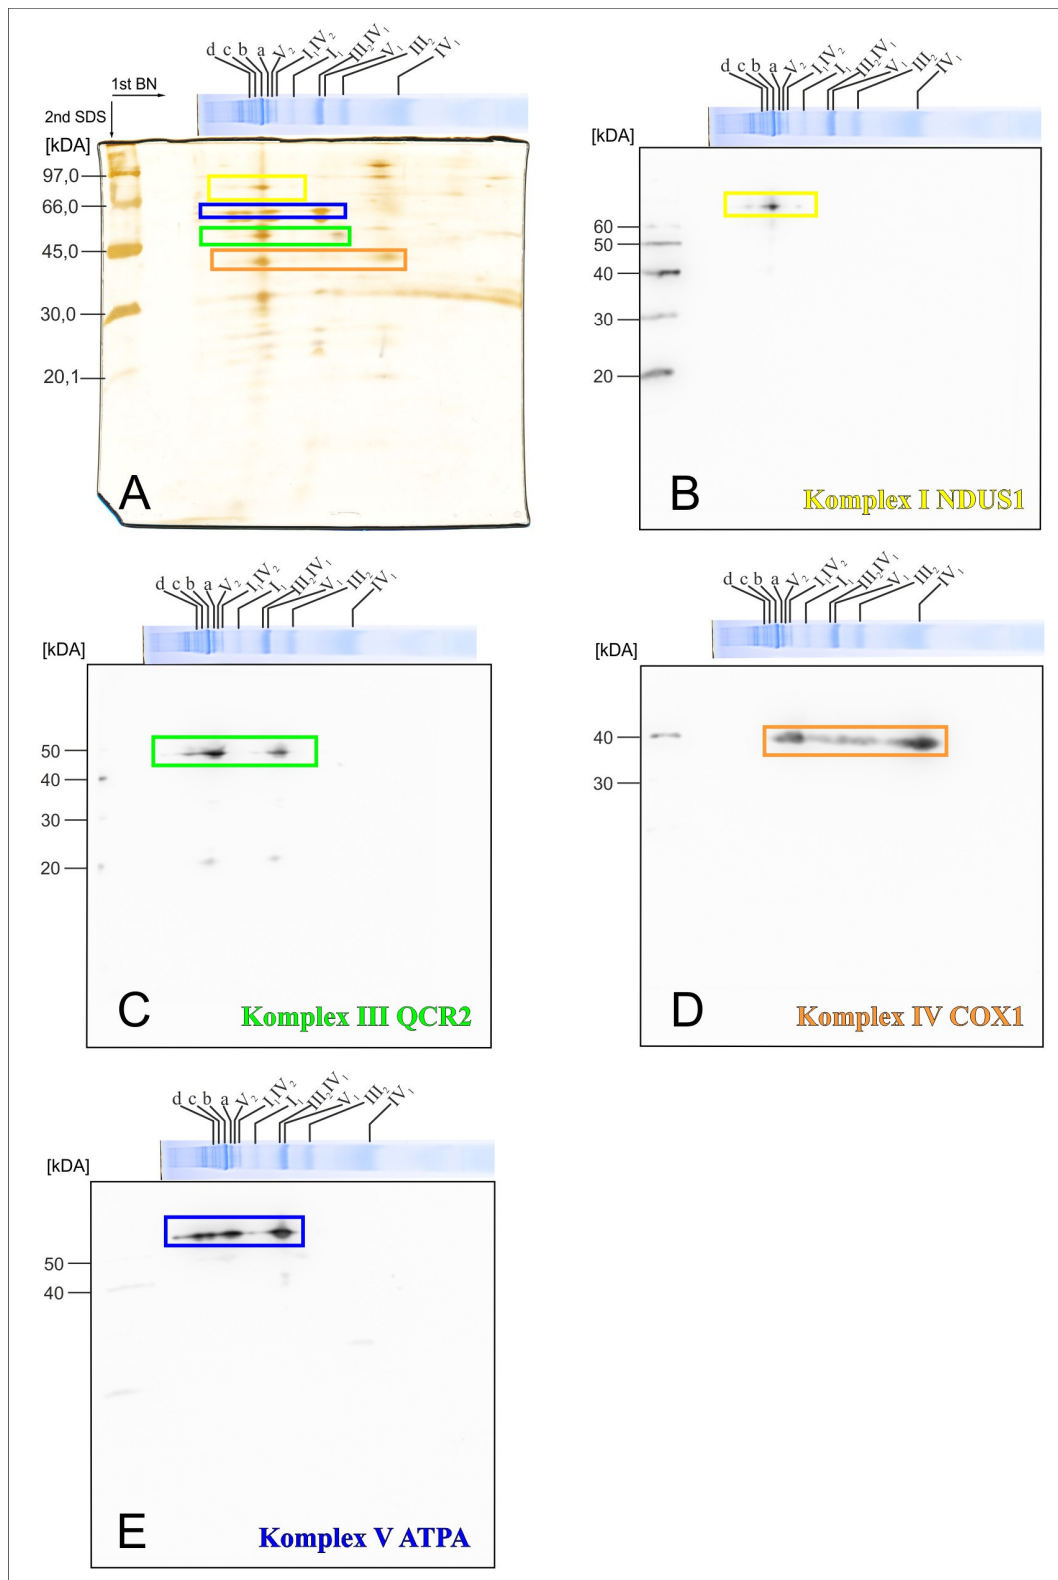 d c b a V₂ I₁IV₂ I₁ III₂IV₁ V₁ III₂ IV₁
1st BN
2nd SDS
[kDA]
97,0
66,0
45,0
30,0
20,1
A
d c b a V₂ I₁IV₂ I₁ III₂IV₁ V₁ III₂ IV₁
[kDA]
60
50
40
30
20
B
Komplex I NDUS1
d c b a V₂ I₁IV₂ I₁ III₂IV₁ V₁ III₂ IV₁
[kDA]
50
40
30
20
C
Komplex III QCR2
d c b a V₂ I₁IV₂ I₁ III₂IV₁ V₁ III₂ IV₁
[kDA]
40
30
D
Komplex IV COX1
d c b a V₂ I₁IV₂ I₁ III₂IV₁ V₁ III₂ IV₁
[kDA]
50
40
E
Komplex V ATPA